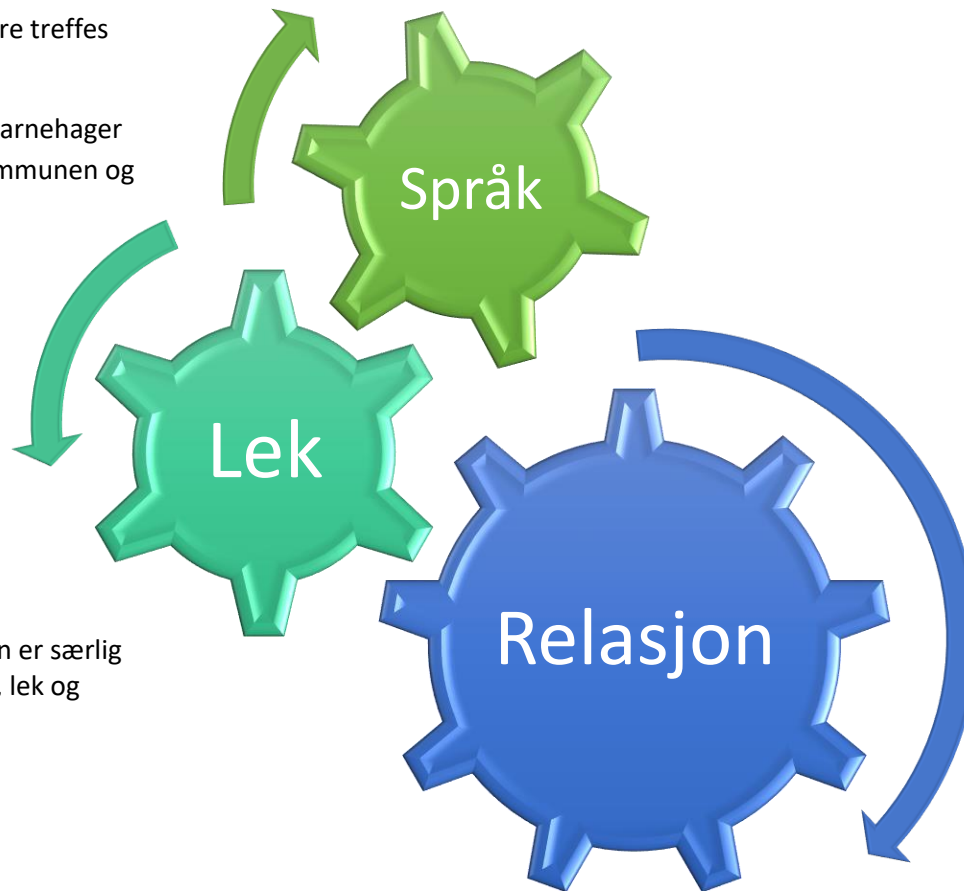 re treffes
arnehager
mmunen og
Språk
Lek
Relasjon
n er særlig
, lek og